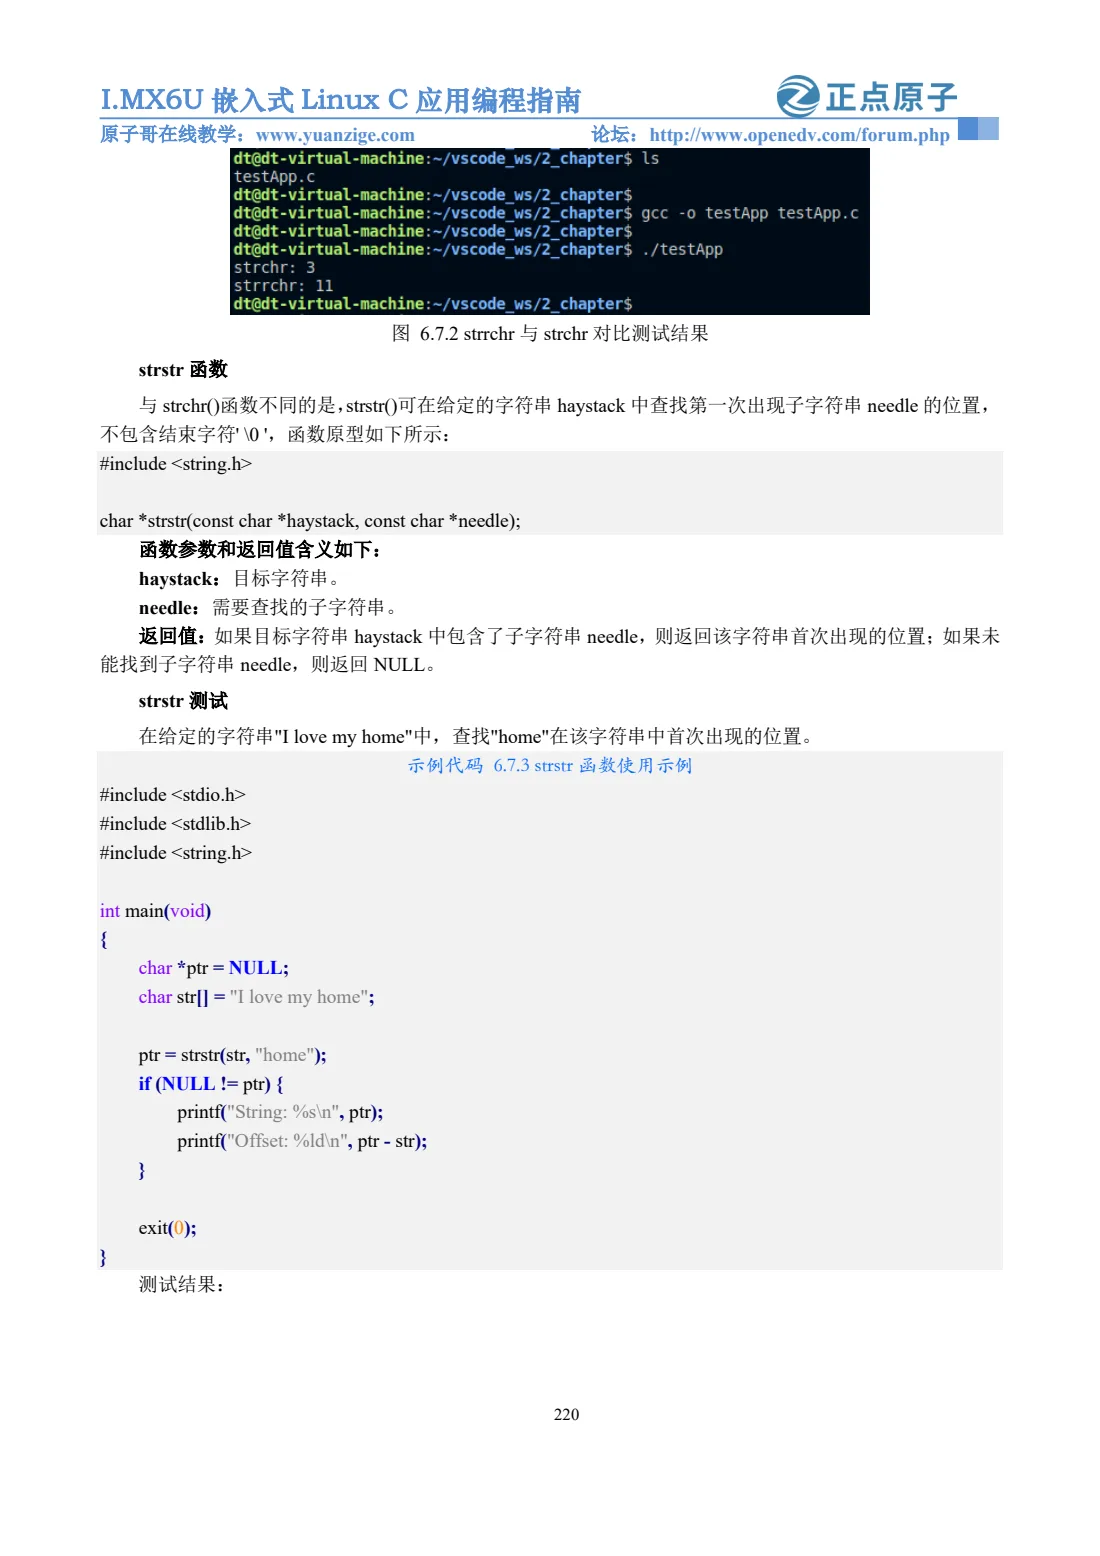 I.MX6U 嵌入式 Linux C 应用编程指南
正点原子
原子哥在线教学：www.yuanzige.com 论坛：http://www.openedv.com/forum.php
dt@dt-virtual-machine:~/vscode_ws/2_chapter$ ls
testApp.c
dt@dt-virtual-machine:~/vscode_ws/2_chapter$
dt@dt-virtual-machine:~/vscode_ws/2_chapter$ gcc -o testApp testApp.c
dt@dt-virtual-machine:~/vscode_ws/2_chapter$
dt@dt-virtual-machine:~/vscode_ws/2_chapter$ ./testApp
strchr: 3
strrchr: 11
dt@dt-virtual-machine:~/vscode_ws/2_chapter$
图 6.7.2 strrchr 与 strchr 对比测试结果
strstr 函数
与 strchr()函数不同的是，strstr()可在给定的字符串 haystack 中查找第一次出现子字符串 needle 的位置，
不包含结束字符' \0 '，函数原型如下所示：
#include <string.h>
char *strstr(const char *haystack, const char *needle);
函数参数和返回值含义如下：
haystack：目标字符串。
needle：需要查找的子字符串。
返回值：如果目标字符串 haystack 中包含了子字符串 needle，则返回该字符串首次出现的位置；如果未
能找到子字符串 needle，则返回 NULL。
strstr 测试
在给定的字符串"I love my home"中，查找"home"在该字符串中首次出现的位置。
示例代码 6.7.3 strstr 函数使用示例
#include <stdio.h>
#include <stdlib.h>
#include <string.h>
int main(void)
{
char *ptr = NULL;
char str[] = "I love my home";
ptr = strstr(str, "home");
if (NULL != ptr) {
printf("String: %s\n", ptr);
printf("Offset: %ld\n", ptr - str);
}
exit(0);
}
测试结果：
220